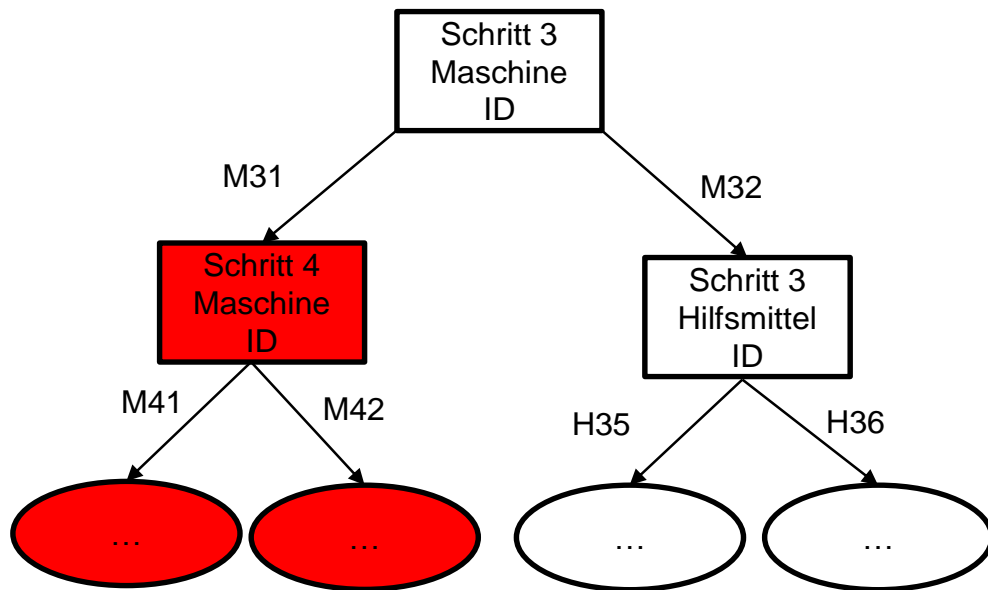 Schritt 3
Maschine
ID
M31
M32
Schritt 4
Maschine
ID
Schritt 3
Hilfsmittel
ID
M41
M42
H35
H36
...
...
...
...